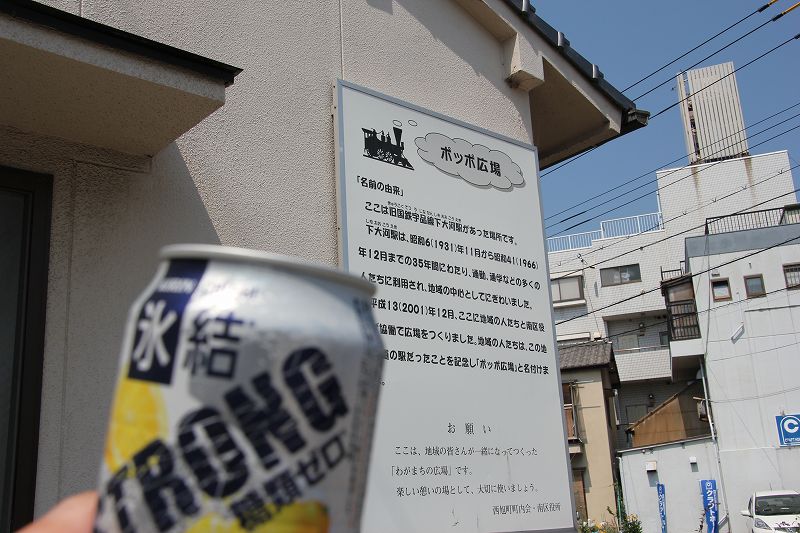 ポッポ広場
「名前の由来」
ここは旧国鉄宇品線下大河駅があった場所です。
下大河駅は、昭和6(1931)年11月から昭和41(1966)
年12月までの35年間にわたり、通勤、通学などの多くの
人たちに利用され、地域の中心としてにぎわいました。
平成13(2001)年12月、ここに地域の人たちと南区役
協働で広場をつくりました。地域の人たちは、この地
の駅だったことを記念し「ポッポ広場」と名付けま
す。
お願い
ここは、地域の皆さんが一緒になってつくった
「わがまちの広場」です。
楽しい憩いの場として、大切に使いましょう。
西旭町町内会・南区役所
氷結
STRONG
糖類ゼロ